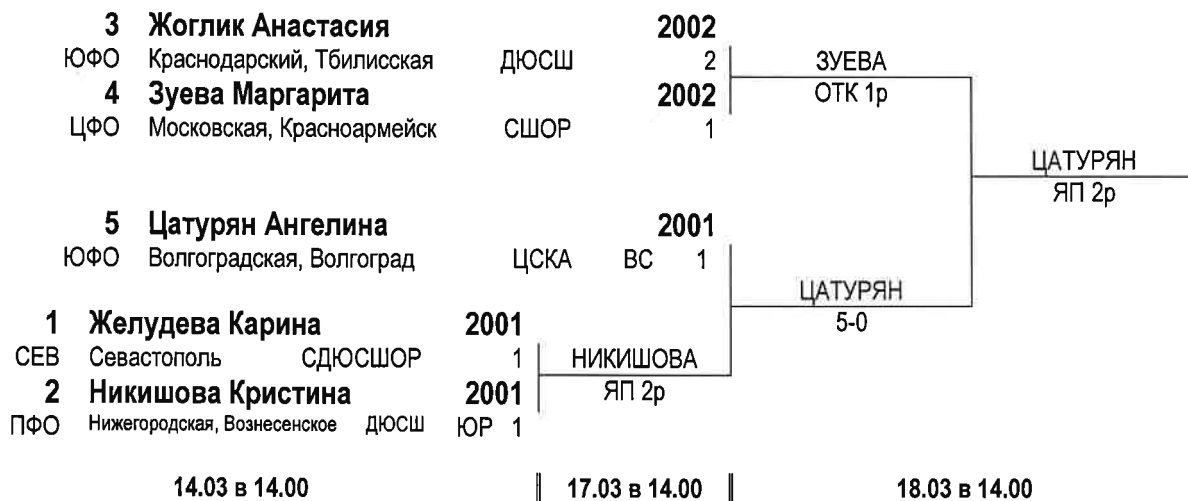 3 Жоглик Анастасия 2002
ЮФО Краснодарский, Тбилисская ДЮСШ 2
4 Зуева Маргарита 2002
ЦФО Московская, Красноармейск СШОР 1
ЗУЕВА
ОТК 1р
ЦАТУРЯН
ЯП 2р
5 Цатурян Ангелина 2001
ЮФО Волгоградская, Волгоград ЦСКА ВС 1
ЦАТУРЯН
5-0
1 Желудева Карина 2001
СЕВ Севастополь СДЮСШОР 1
2 Никишова Кристина 2001
ПФО Нижегородская, Вознесенское ДЮСШ ЮР 1
НИКИШОВА
ЯП 2р
14.03 в 14.00 17.03 в 14.00 18.03 в 14.00